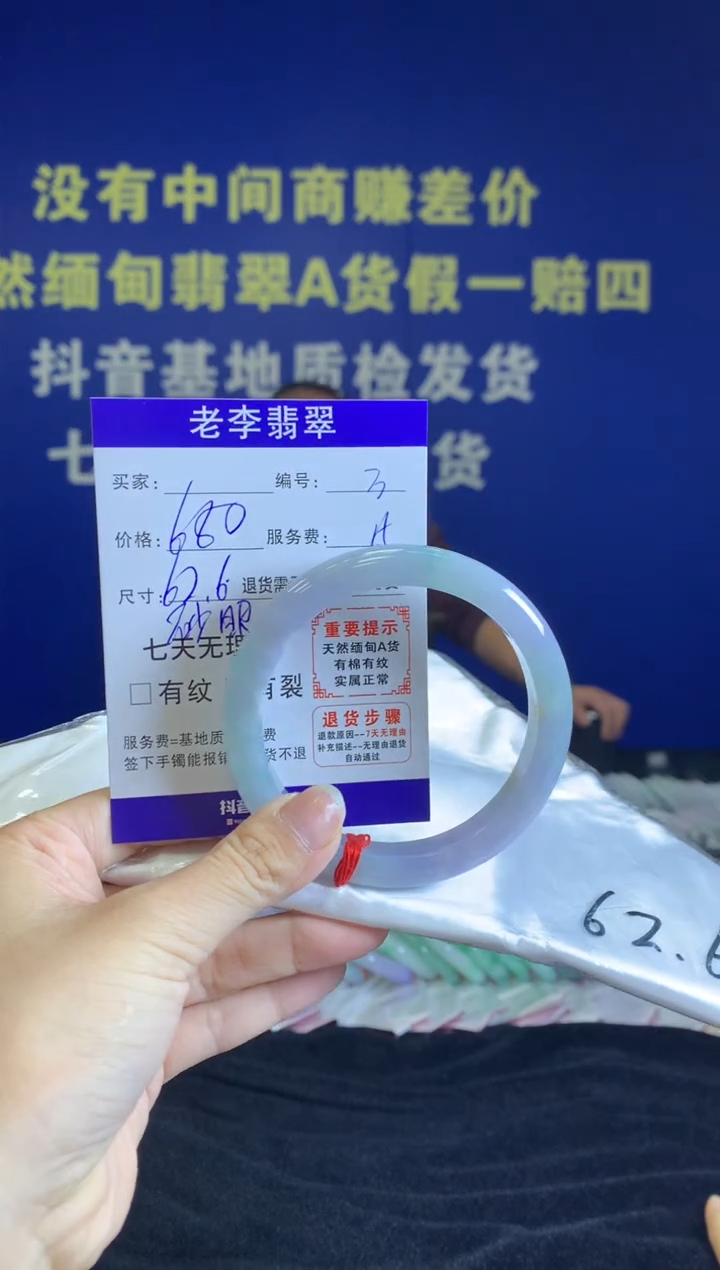 没有中间商赚差价
然缅甸翡翠A货假一赔四
抖音基地质检发货
七
货
老李翡翠
买家:
编号:
价格: 680
服务费:
尺寸: 62.6
退货需
七天无理
重要提示
天然缅甸A货
有棉有纹
实属正常
□有纹
有裂
退货步骤
退款原因--7天无理由
补充描述--无理由退货
自动通过
服务费=基地质
费
签下手镯能报销
货不退
抖音
62.6